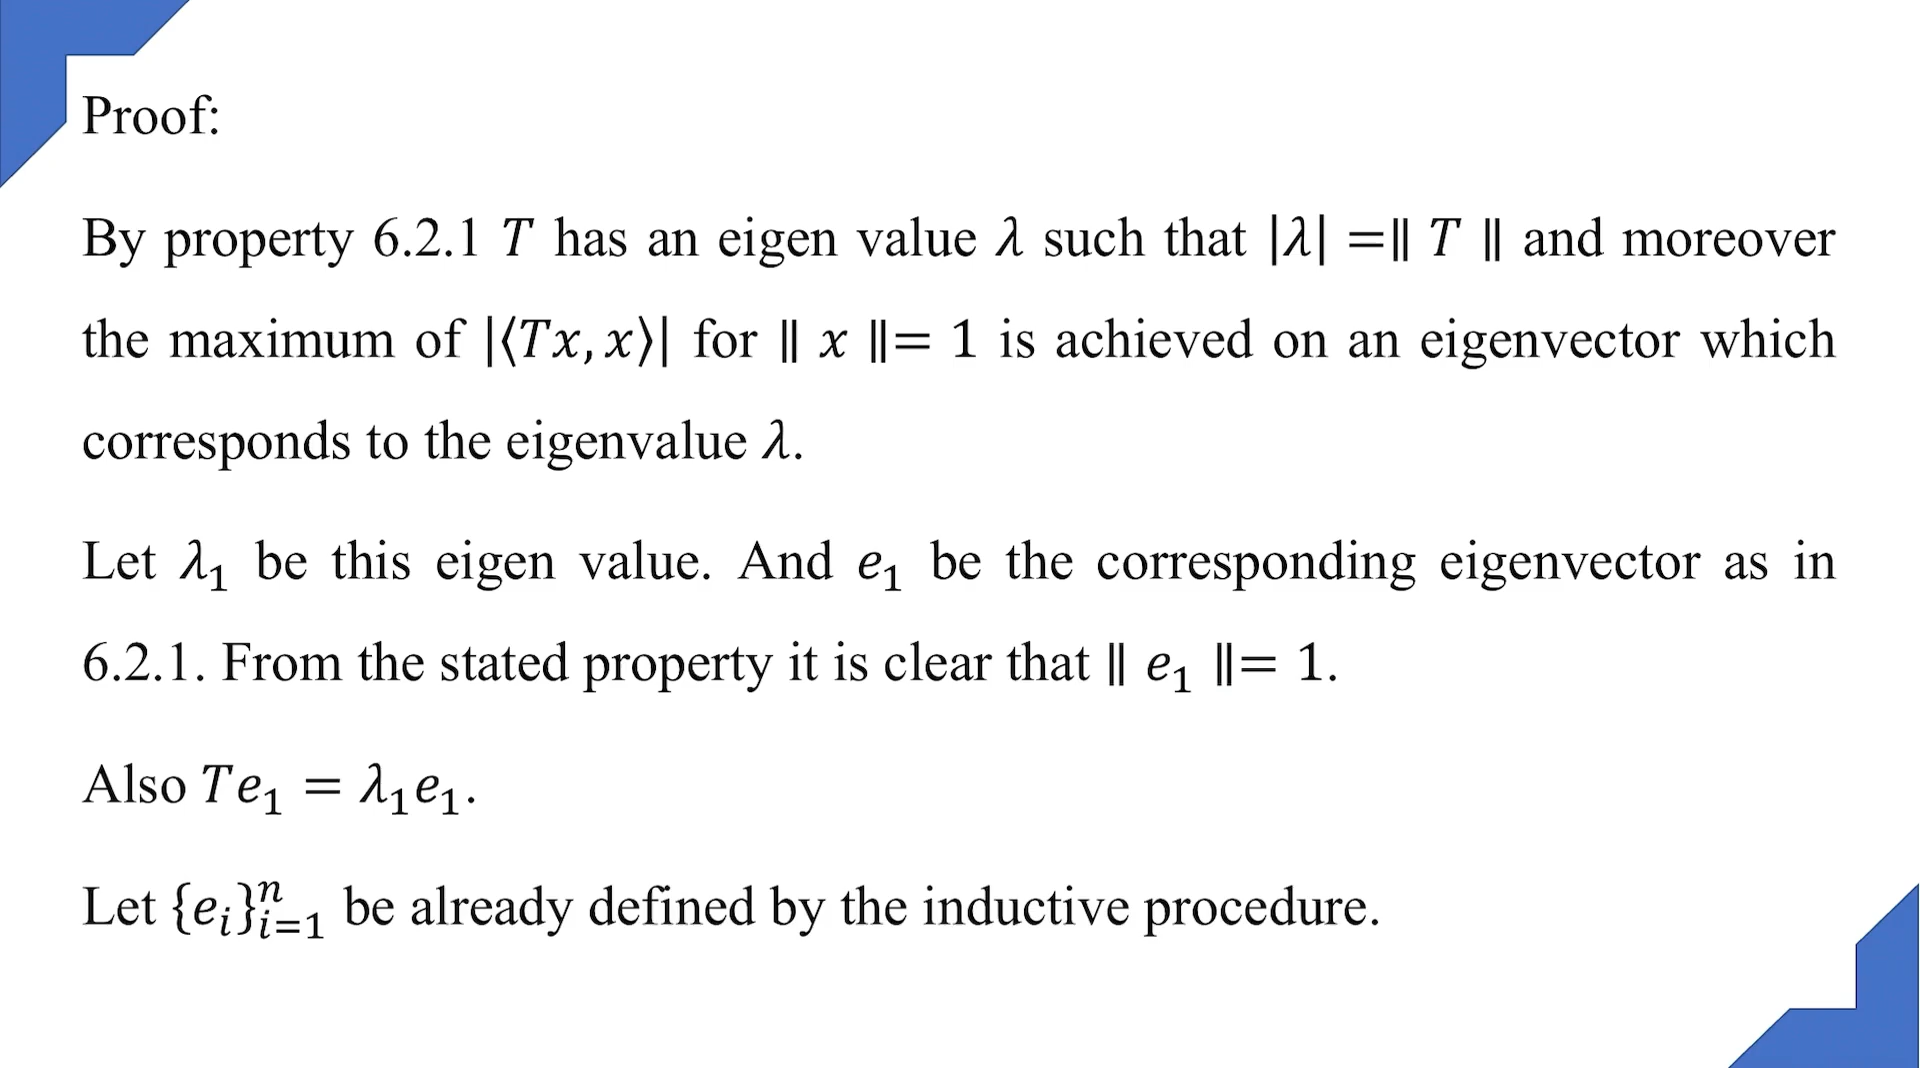 Proof:
By property 6.2.1 𝑇 has an eigen value 𝜆 such that |𝜆| =∥ 𝑇 ∥ and moreover
the maximum of |⟨𝑇𝑥, 𝑥⟩| for ∥ 𝑥 ∥= 1 is achieved on an eigenvector which
corresponds to the eigenvalue 𝜆.
Let 𝜆₁ be this eigen value. And 𝑒₁ be the corresponding eigenvector as in
6.2.1. From the stated property it is clear that ∥ 𝑒₁ ∥= 1.
Also 𝑇𝑒₁ = 𝜆₁𝑒₁.
Let {𝑒ᵢ}ⁿᵢ₌₁ be already defined by the inductive procedure.